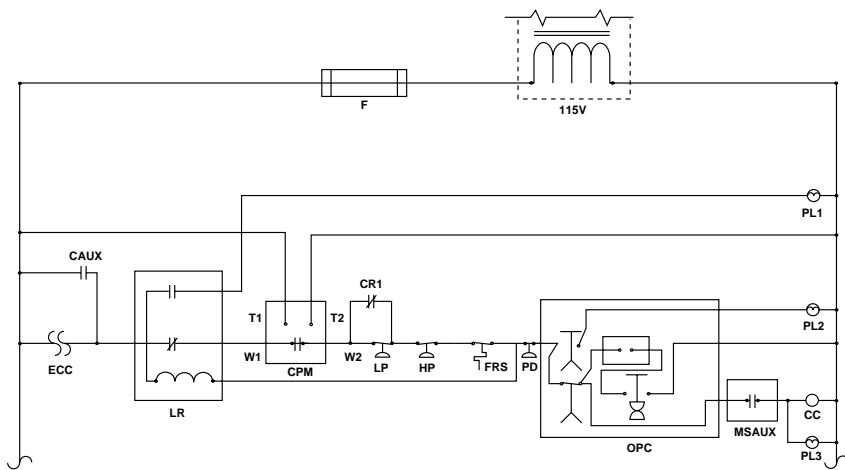 F
115V
PL1
CAUX
CR1
T1
T2
PL2
W1
W2
LP
HP
FRS
PD
ECC
CPM
LR
CC
MSAUX
OPC
PL3